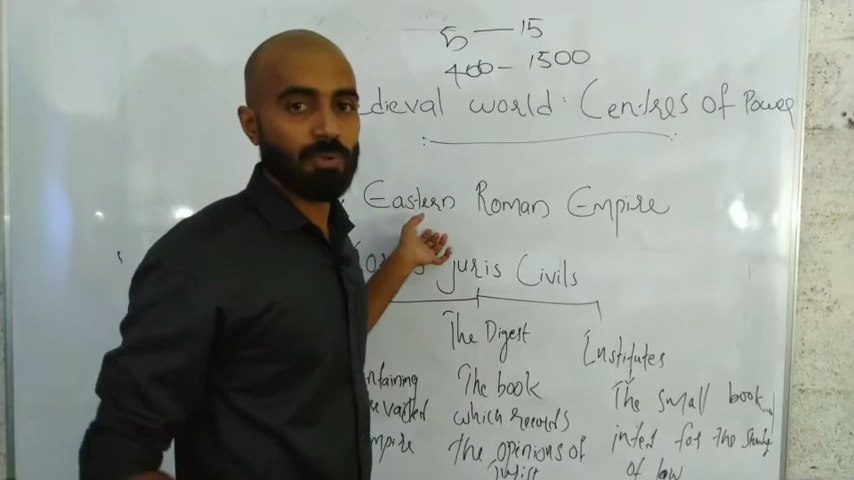 5 — 15
400 - 1500
dieval world: Centres of Power
Eastern Roman Empire
Juris Civils
The Digest
Institutes
ntaining
The book
The small book
which records
mpire
the opinions of
inted for the study
jurist
of law